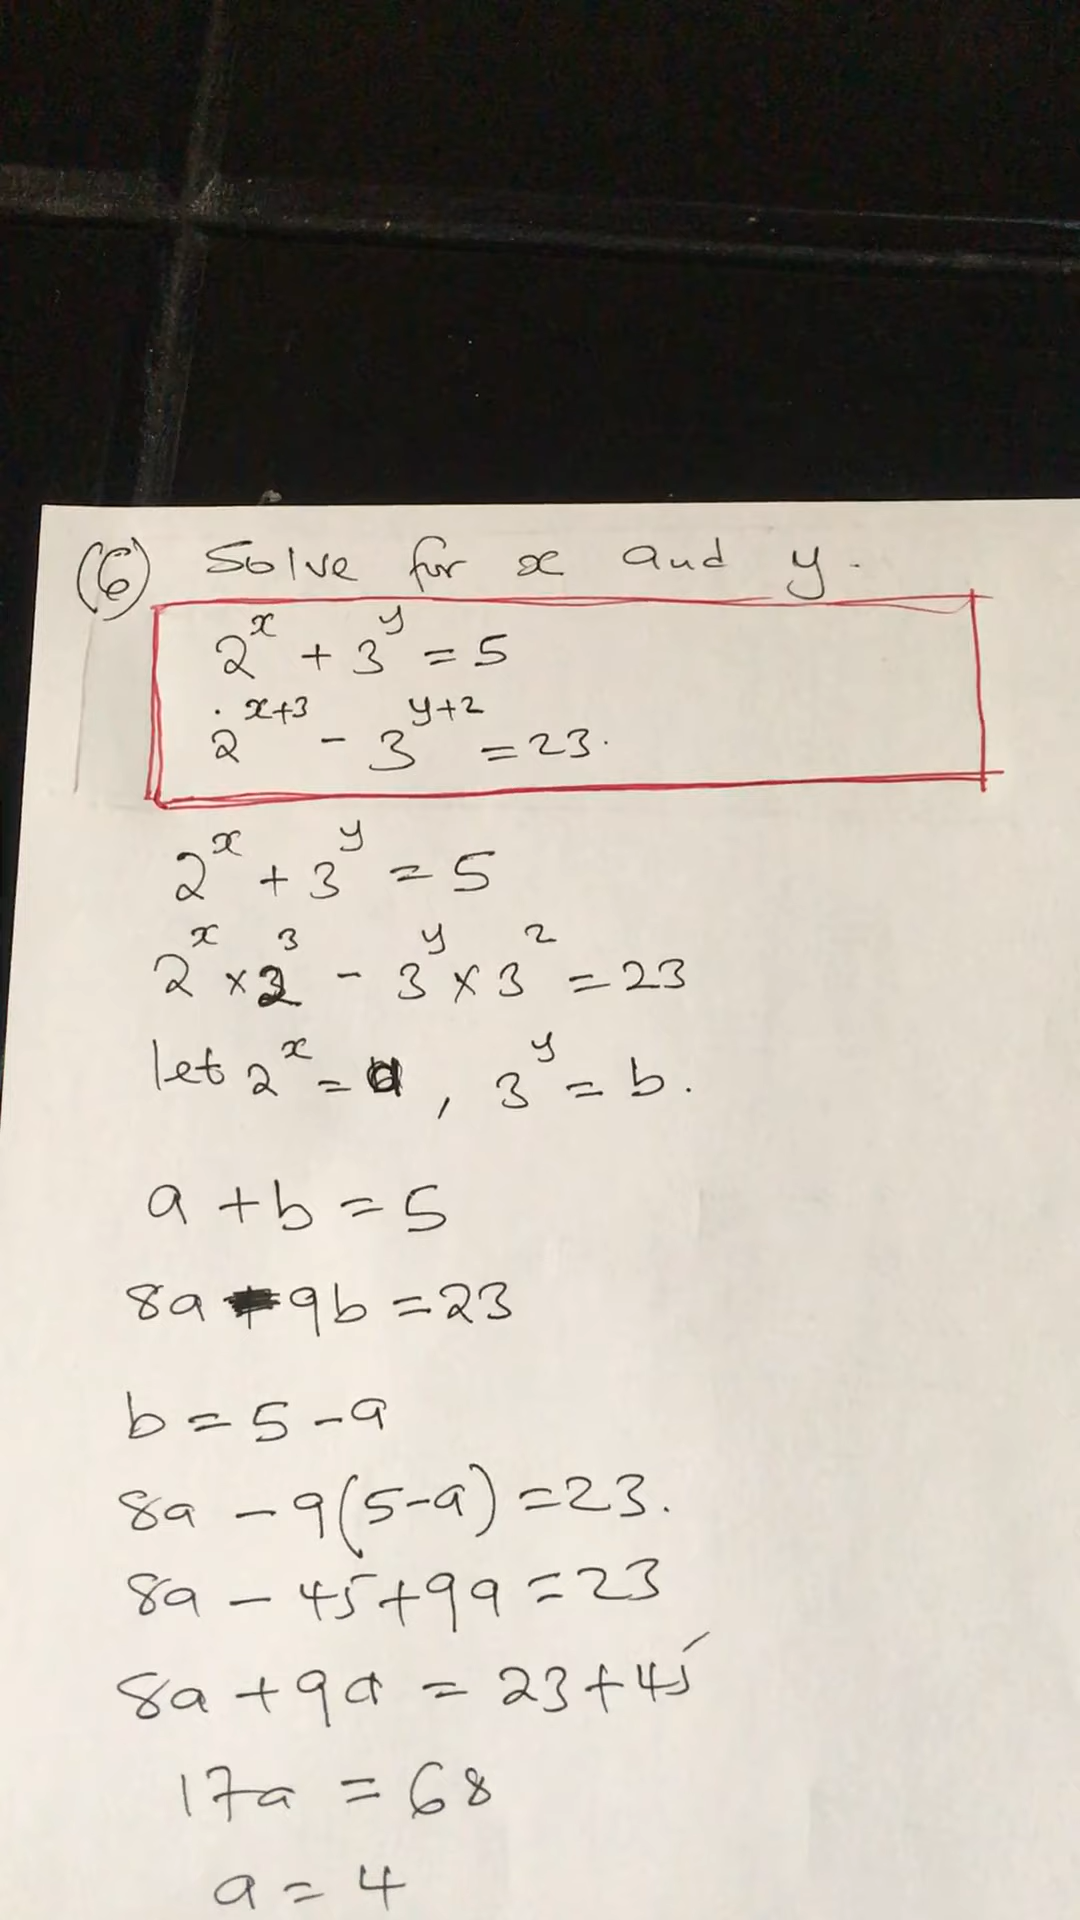 (6) Solve for x and y.
2^x + 3^y = 5
2^{x+3} - 3^{y+2} = 23.
2^x + 3^y = 5
2^x × 2^3 - 3^y × 3^2 = 23
let 2^x = a, 3^y = b.
a + b = 5
8a - 9b = 23
b = 5 - a
8a - 9(5-a) = 23.
8a - 45 + 9a = 23
8a + 9a = 23 + 45
17a = 68
a = 4